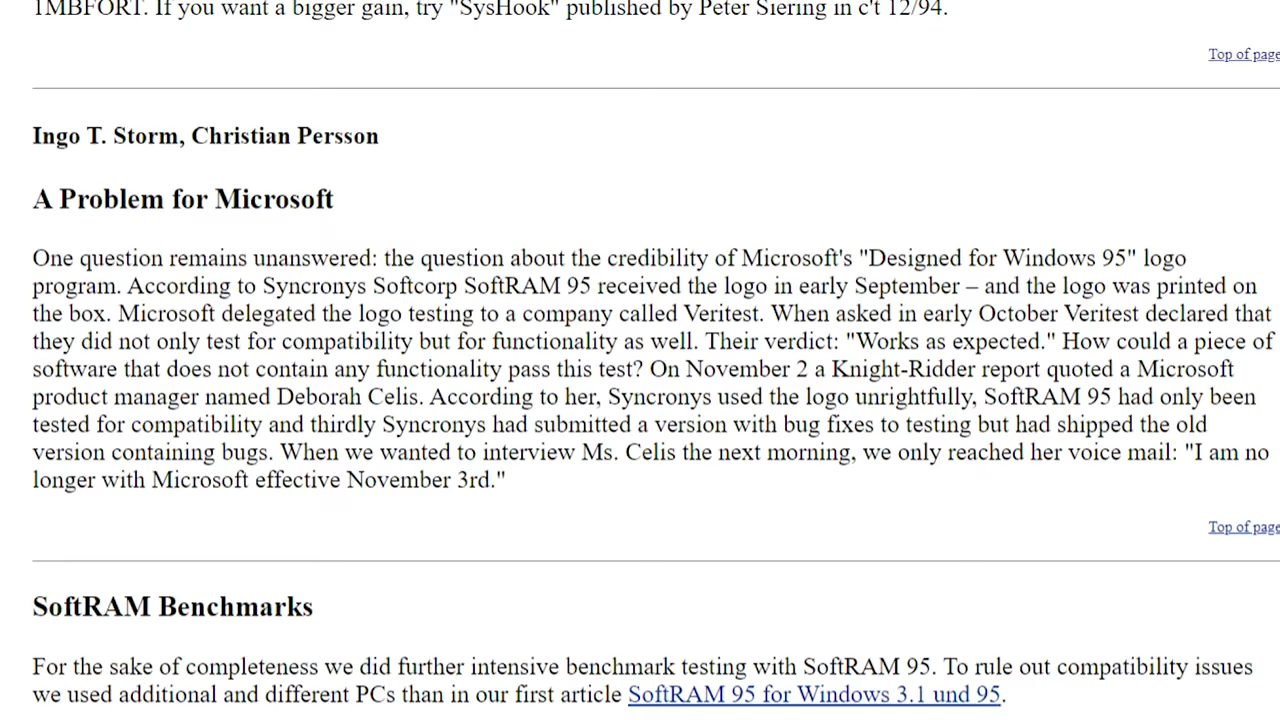 1MBFORT. If you want a bigger gain, try "SysHook" published by Peter Siering in c't 12/94.
Top of page
Ingo T. Storm, Christian Persson
A Problem for Microsoft
One question remains unanswered: the question about the credibility of Microsoft's "Designed for Windows 95" logo
program. According to Syncronys Softcorp SoftRAM 95 received the logo in early September – and the logo was printed on
the box. Microsoft delegated the logo testing to a company called Veritest. When asked in early October Veritest declared that
they did not only test for compatibility but for functionality as well. Their verdict: "Works as expected." How could a piece of
software that does not contain any functionality pass this test? On November 2 a Knight-Ridder report quoted a Microsoft
product manager named Deborah Celis. According to her, Syncronys used the logo unrightfully, SoftRAM 95 had only been
tested for compatibility and thirdly Syncronys had submitted a version with bug fixes to testing but had shipped the old
version containing bugs. When we wanted to interview Ms. Celis the next morning, we only reached her voice mail: "I am no
longer with Microsoft effective November 3rd."
Top of page
SoftRAM Benchmarks
For the sake of completeness we did further intensive benchmark testing with SoftRAM 95. To rule out compatibility issues
we used additional and different PCs than in our first article SoftRAM 95 for Windows 3.1 und 95.